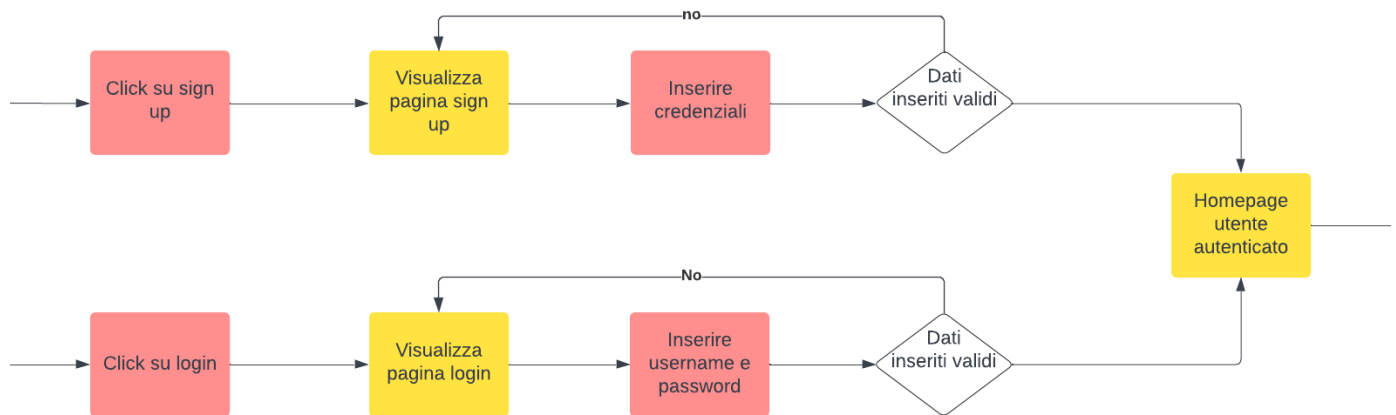 no
Click su sign
up
Visualizza
pagina sign
up
Inserire
credenziali
Dati
inseriti validi
Homepage
utente
autenticato
No
Click su login
Visualizza
pagina login
Inserire
username e
password
Dati
inseriti validi